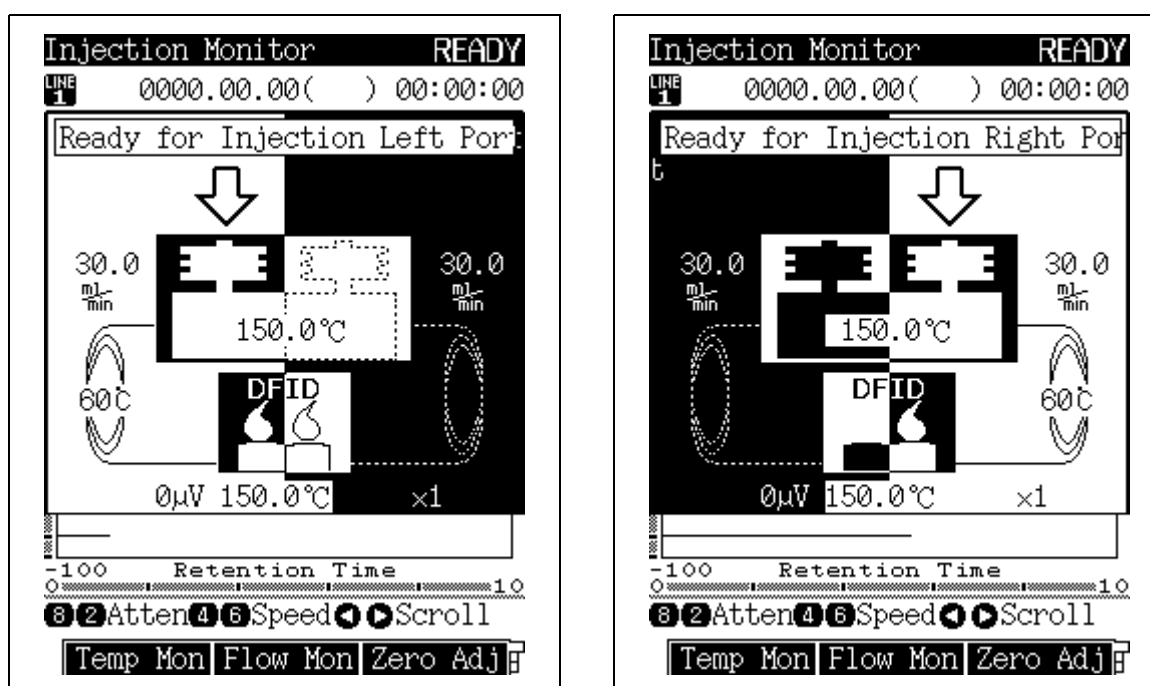 Injection Monitor READY
LINE 1 0000.00.00( ) 00:00:00
Ready for Injection Left Port
30.0 30.0
ml/min ml/min
150.0℃
60℃
DFID
0μV 150.0℃ ×1
-100 Retention Time
0 10
8 2 Atten 4 6 Speed Scroll
Temp Mon Flow Mon Zero Adj
Injection Monitor READY
LINE 1 0000.00.00( ) 00:00:00
Ready for Injection Right Por
t
30.0 30.0
ml/min ml/min
150.0℃
60℃
DFID
0μV 150.0℃ ×1
-100 Retention Time
0 10
8 2 Atten 4 6 Speed Scroll
Temp Mon Flow Mon Zero Adj